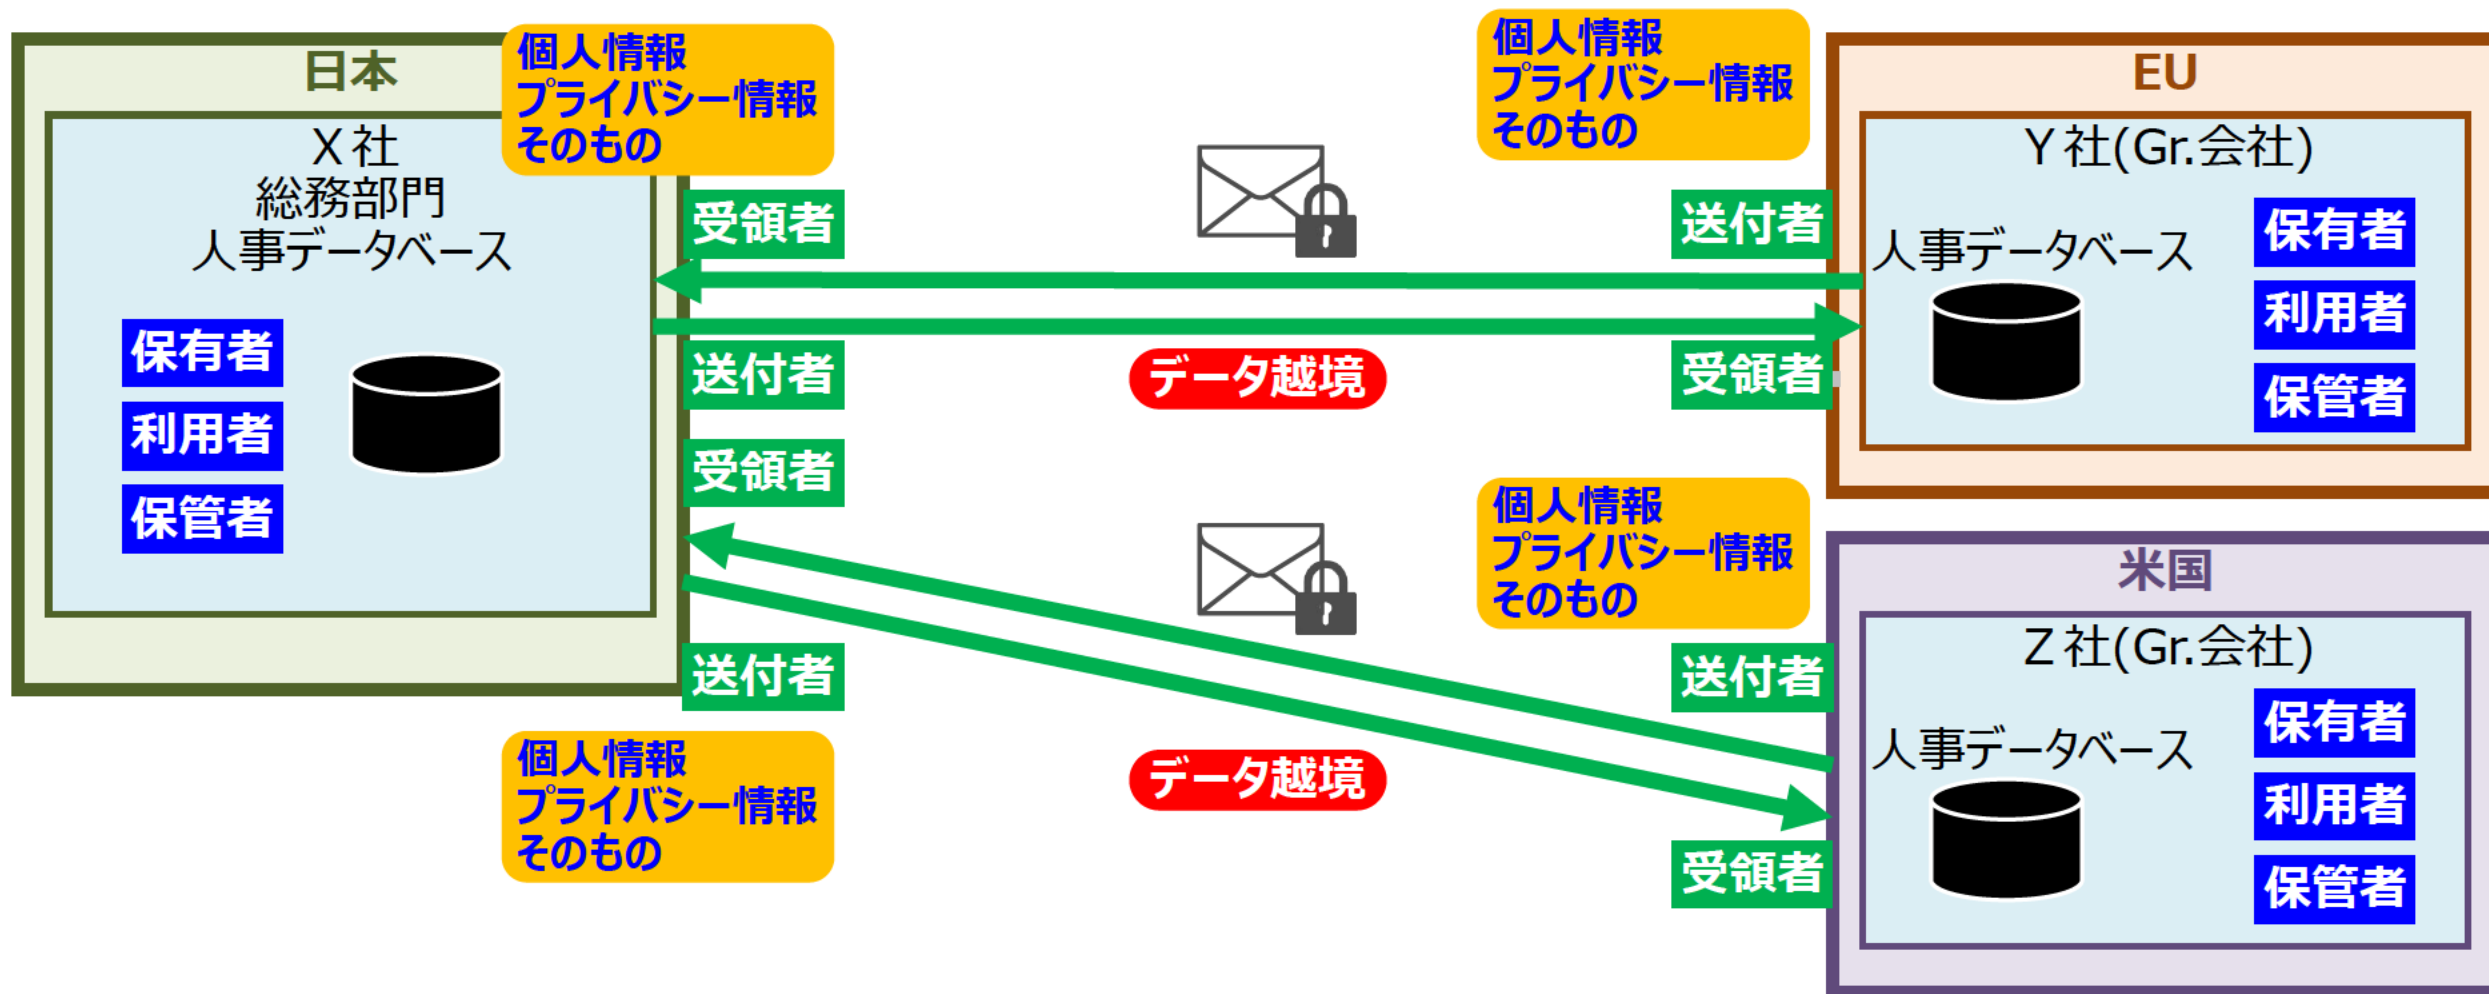 日本
X社
総務部門
人事データベース
保有者
利用者
保管者
個人情報
プライバシー情報
そのもの
受領者
送付者
受領者
送付者
個人情報
プライバシー情報
そのもの
データ越境
データ越境
個人情報
プライバシー情報
そのもの
送付者
受領者
個人情報
プライバシー情報
そのもの
送付者
受領者
EU
Y社(Gr.会社)
人事データベース
保有者
利用者
保管者
米国
Z社(Gr.会社)
人事データベース
保有者
利用者
保管者